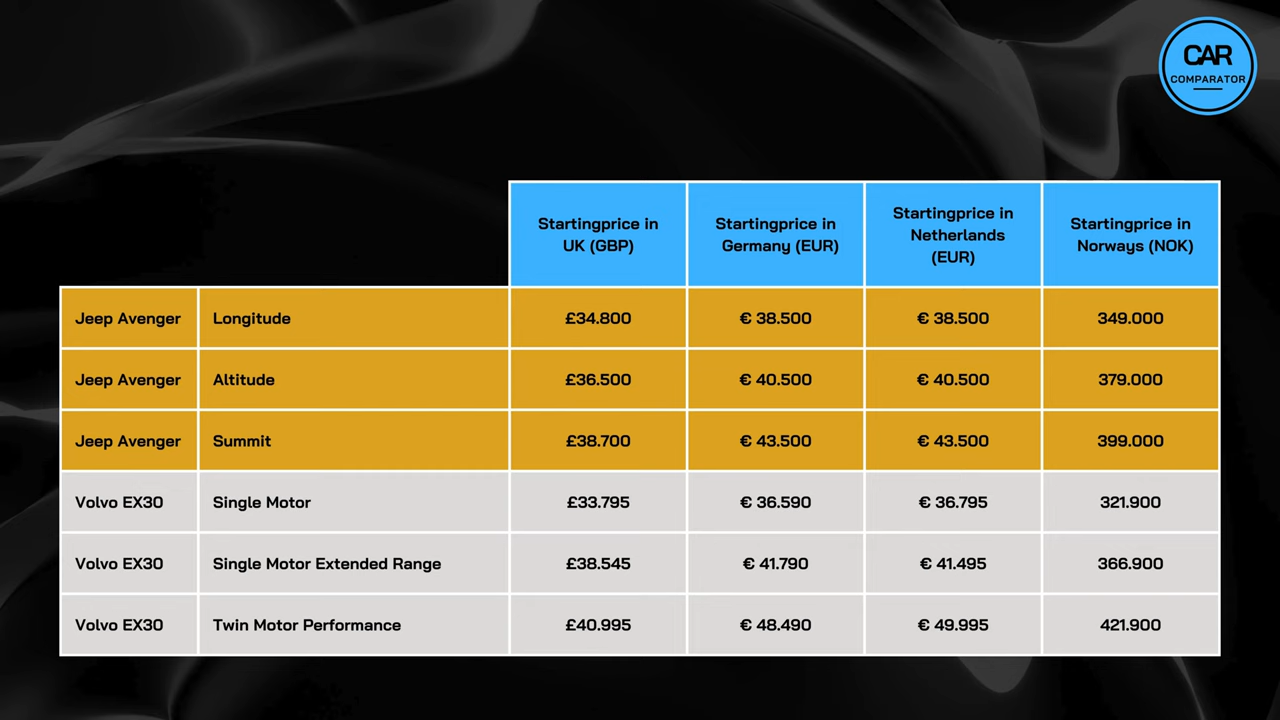 CAR
COMPARATOR
Startingprice in
UK (GBP)
Startingprice in
Germany (EUR)
Startingprice in
Netherlands
(EUR)
Startingprice in
Norways (NOK)
Jeep Avenger Longitude £34.800 € 38.500 € 38.500 349.000
Jeep Avenger Altitude £36.500 € 40.500 € 40.500 379.000
Jeep Avenger Summit £38.700 € 43.500 € 43.500 399.000
Volvo EX30 Single Motor £33.795 € 36.590 € 36.795 321.900
Volvo EX30 Single Motor Extended Range £38.545 € 41.790 € 41.495 366.900
Volvo EX30 Twin Motor Performance £40.995 € 48.490 € 49.995 421.900